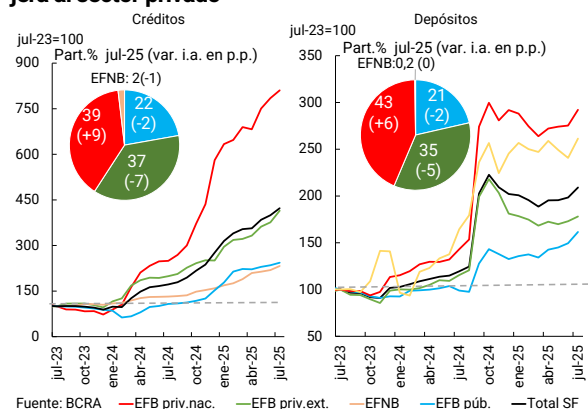 jera al sector privado
Créditos
jul-23=100
Part.% jul-25 (var. i.a. en p.p.)
EFNB: 2(-1)
22
(-2)
39
(+9)
37
(-7)
900
750
600
450
300
150
0
jul-23
oct-23
ene-24
abr-24
jul-24
oct-24
ene-25
abr-25
jul-25
Depósitos
jul-23=100
Part.% jul-25 (var. i.a. en p.p.)
EFNB:0,2 (0)
43
(+6)
21
(-2)
35
(-5)
350
300
250
200
150
100
50
jul-23
oct-23
ene-24
abr-24
jul-24
oct-24
ene-25
abr-25
jul-25
Fuente: BCRA EFB priv.nac. EFB priv.ext. EFNB EFB púb. Total SF